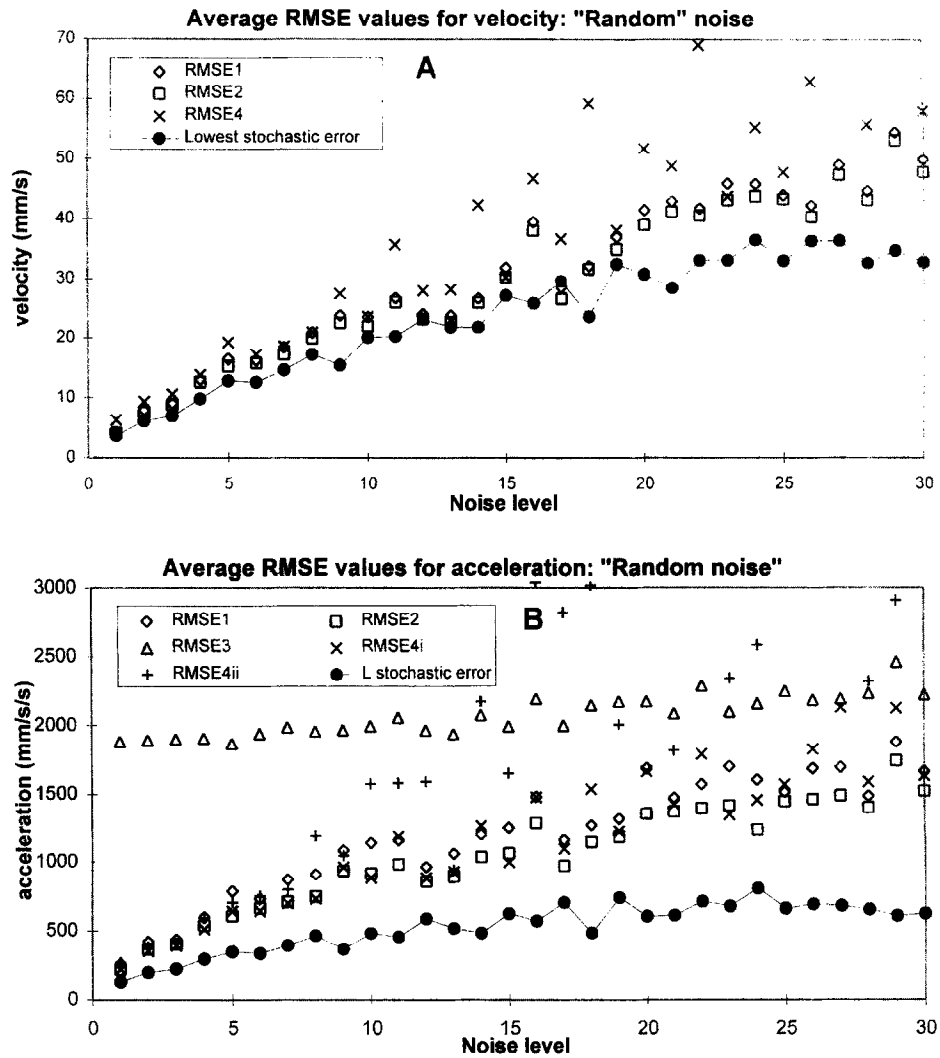 Average RMSE values for velocity: "Random" noise
70
60
50
40
30
20
10
0
velocity (mm/s)
RMSE1
RMSE2
RMSE4
Lowest stochastic error
A
0 5 10 15 20 25 30
Noise level
Average RMSE values for acceleration: "Random noise"
3000
2500
2000
1500
1000
500
0
acceleration (mm/s/s)
RMSE1 RMSE2
RMSE3 RMSE4i
RMSE4ii L stochastic error
B
0 5 10 15 20 25 30
Noise level